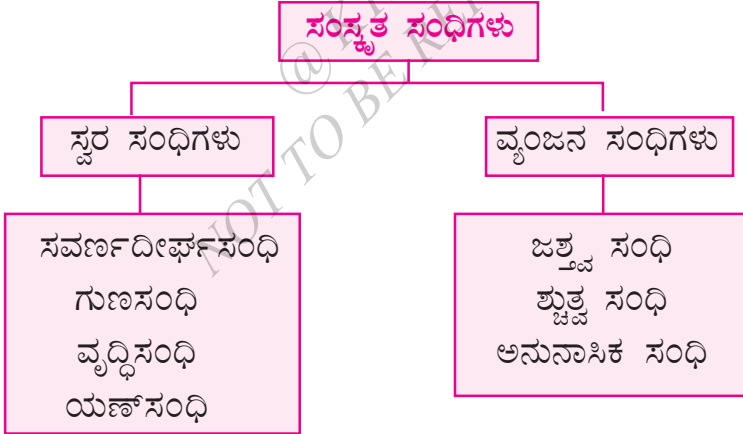 ಸಂಸ್ಕೃತ ಸಂಧಿಗಳು
ಸ್ವರ ಸಂಧಿಗಳು
ವ್ಯಂಜನ ಸಂಧಿಗಳು
ಸವರ್ಣದೀರ್ಘಸಂಧಿ
ಗುಣಸಂಧಿ
ವೃದ್ಧಿಸಂಧಿ
ಯಣ್‌ಸಂಧಿ
ಜಶ್ತ್ವ ಸಂಧಿ
ಶ್ಚುತ್ವ ಸಂಧಿ
ಅನುನಾಸಿಕ ಸಂಧಿ
@
NOT TO BE